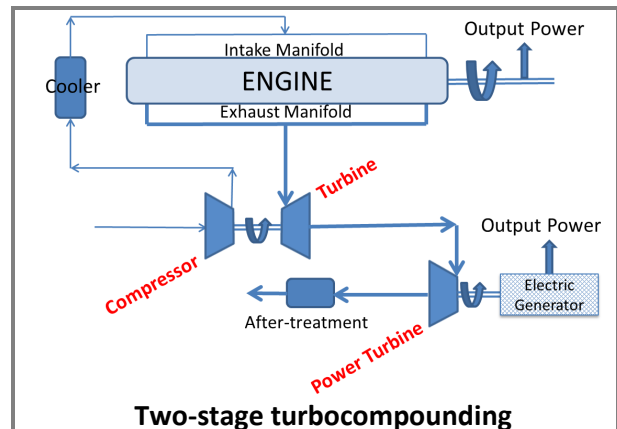 Output Power
Intake Manifold
Cooler
ENGINE
Exhaust Manifold
Turbine
Compressor
Output Power
Electric
Generator
After-treatment
Power Turbine
Two-stage turbocompounding